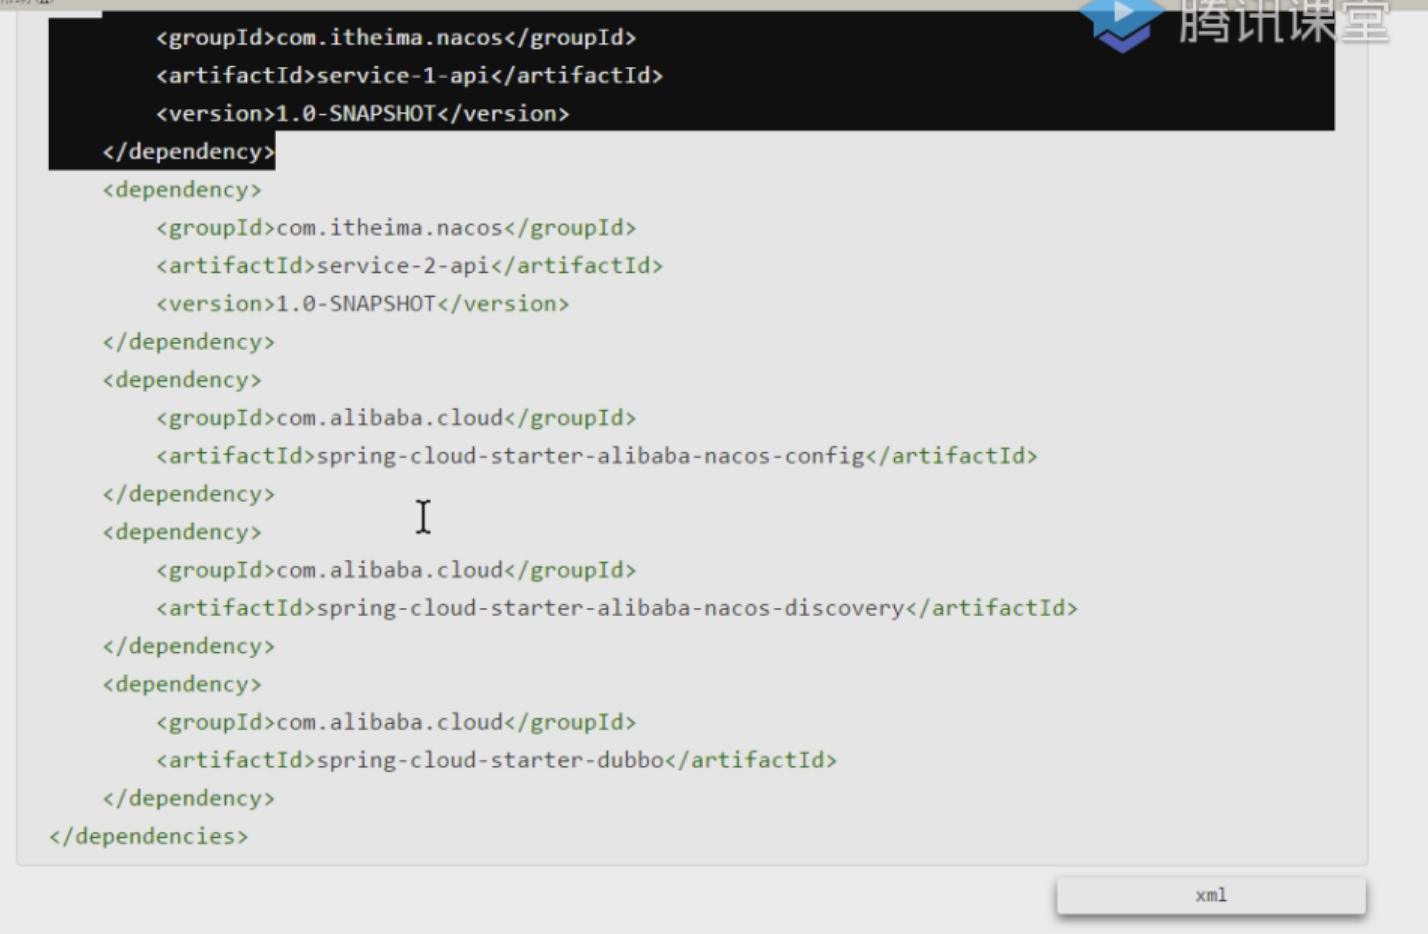 腾讯课堂
<groupId>com.itheima.nacos</groupId>
<artifactId>service-1-api</artifactId>
<version>1.0-SNAPSHOT</version>
</dependency>
<dependency>
<groupId>com.itheima.nacos</groupId>
<artifactId>service-2-api</artifactId>
<version>1.0-SNAPSHOT</version>
</dependency>
<dependency>
<groupId>com.alibaba.cloud</groupId>
<artifactId>spring-cloud-starter-alibaba-nacos-config</artifactId>
</dependency>
<dependency>
<groupId>com.alibaba.cloud</groupId>
<artifactId>spring-cloud-starter-alibaba-nacos-discovery</artifactId>
</dependency>
<dependency>
<groupId>com.alibaba.cloud</groupId>
<artifactId>spring-cloud-starter-dubbo</artifactId>
</dependency>
</dependencies>
xml